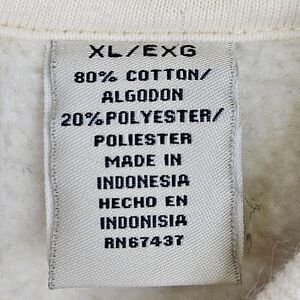 XL/EXG
80% COTTON/
ALGODON
20% POLYESTER/
POLIESTER
MADE IN
INDONESIA
HECHO EN
INDONISIA
RN67437